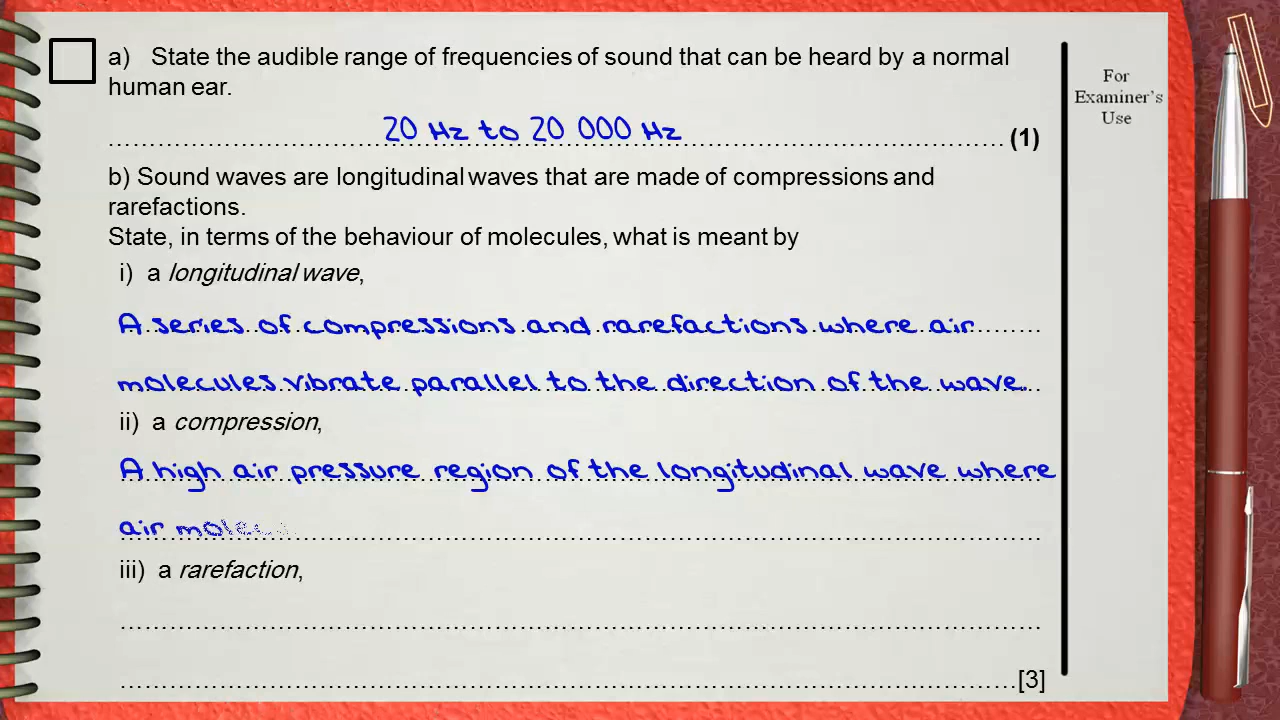 a) State the audible range of frequencies of sound that can be heard by a normal
human ear.
20 Hz to 20 000 Hz (1)
b) Sound waves are longitudinal waves that are made of compressions and
rarefactions.
State, in terms of the behaviour of molecules, what is meant by
i) a longitudinal wave,
A series of compressions and rarefactions where air
molecules vibrate parallel to the direction of the wave.
ii) a compression,
A high air pressure region of the longitudinal wave where
air
iii) a rarefaction,
[3]
For
Examiner's
Use